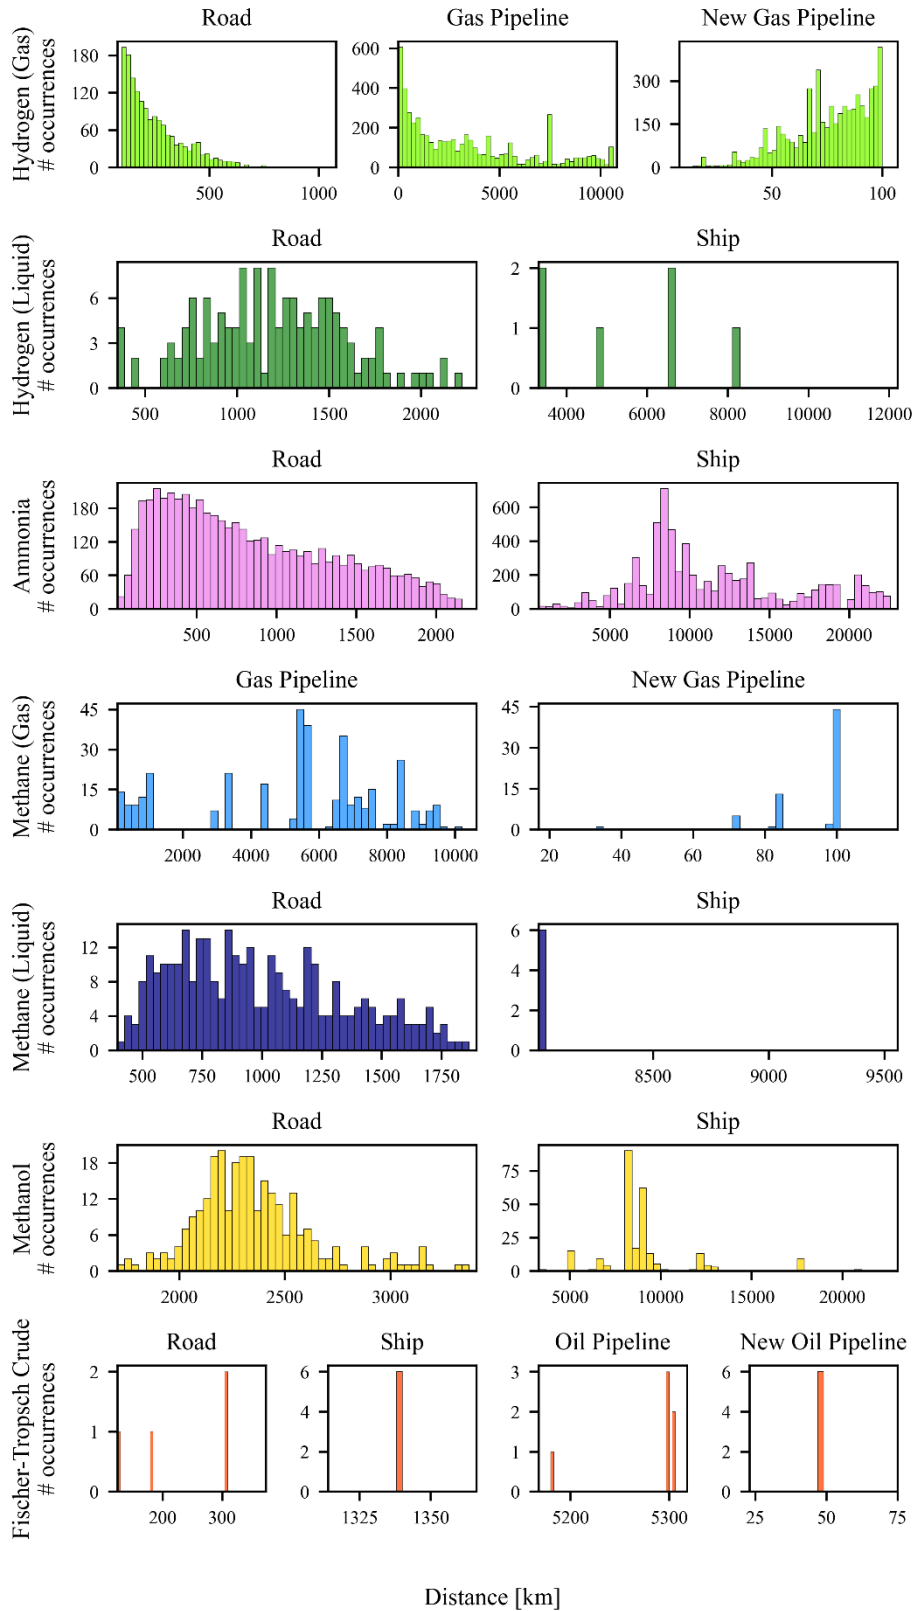 Road Gas Pipeline New Gas Pipeline
Hydrogen (Gas)
# occurrences
180
120
60
0
500 1000
600
400
200
0
0 5000 10000
300
150
0
50 100
Road Ship
Hydrogen (Liquid)
# occurrences
6
3
0
500 1000 1500 2000
2
1
0
4000 6000 8000 10000 12000
Road Ship
Ammonia
# occurrences
180
120
60
0
500 1000 1500 2000
600
400
200
0
5000 10000 15000 20000
Gas Pipeline New Gas Pipeline
Methane (Gas)
# occurrences
45
30
15
0
2000 4000 6000 8000 10000
45
30
15
0
20 40 60 80 100
Road Ship
Methane (Liquid)
# occurrences
12
8
4
0
500 750 1000 1250 1500 1750
6
4
2
0
8500 9000 9500
Road Ship
Methanol
# occurrences
18
12
6
0
2000 2500 3000
75
50
25
0
5000 10000 15000 20000
Road Ship Oil Pipeline New Oil Pipeline
Fischer-Tropsch Crude
# occurrences
2
1
0
200 300
6
4
2
0
1325 1350
3
2
1
0
5200 5300
6
4
2
0
25 50 75
Distance [km]